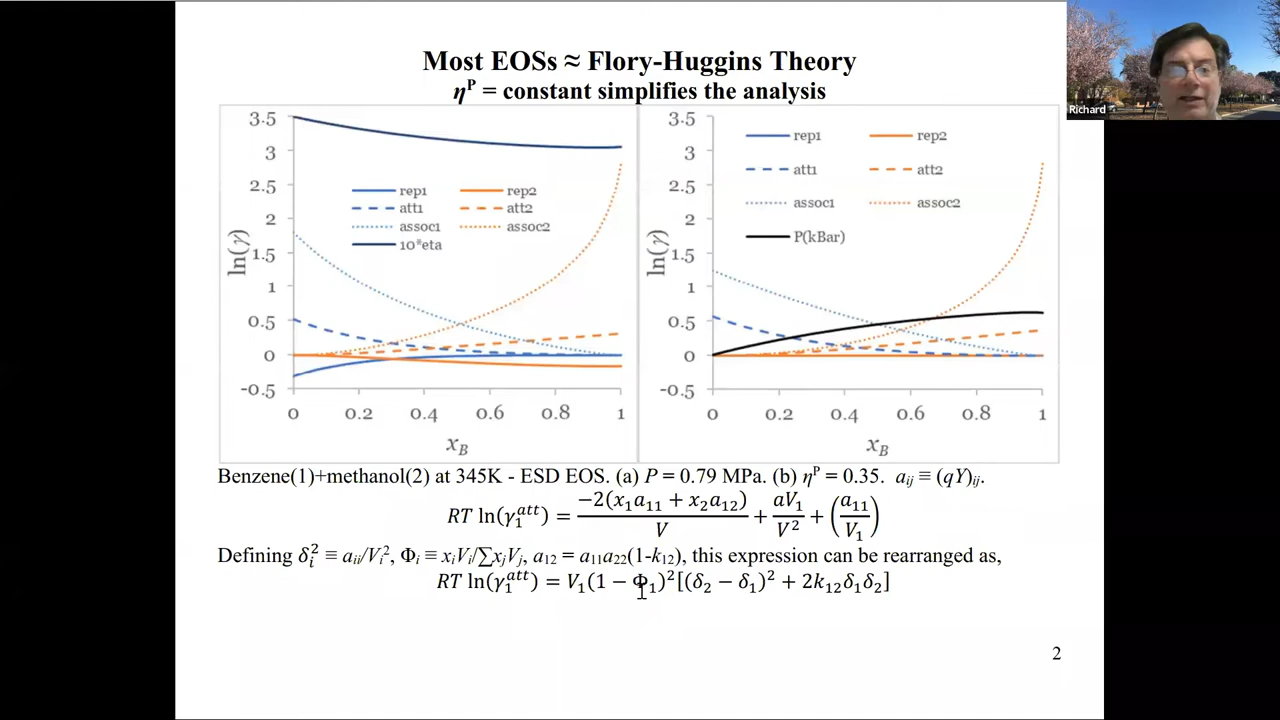 Most EOSs ≈ Flory-Huggins Theory
η^P = constant simplifies the analysis
Richard
3.5
3
2.5
2
1.5
1
0.5
0
-0.5
ln(γ)
rep1 rep2
att1 att2
assoc1 assoc2
10*eta
0 0.2 0.4 0.6 0.8 1
x_B
3.5
3
2.5
2
1.5
1
0.5
0
-0.5
ln(γ)
rep1 rep2
att1 att2
assoc1 assoc2
P(kBar)
0 0.2 0.4 0.6 0.8 1
x_B
Benzene(1)+methanol(2) at 345K - ESD EOS. (a) P = 0.79 MPa. (b) η^P = 0.35. a_ij ≡ (qY)_ij.
RT ln(γ_1^att) = −2(x_1a_11 + x_2a_12)/V + aV_1/V^2 + (a_11/V_1)
Defining δ_i^2 ≡ a_ii/V_i^2, Φ_i ≡ x_iV_i/∑x_jV_j, a_12 = a_11a_22(1-k_12), this expression can be rearranged as,
RT ln(γ_1^att) = V_1(1 − Φ_1)^2[(δ_2 − δ_1)^2 + 2k_12δ_1δ_2]
2